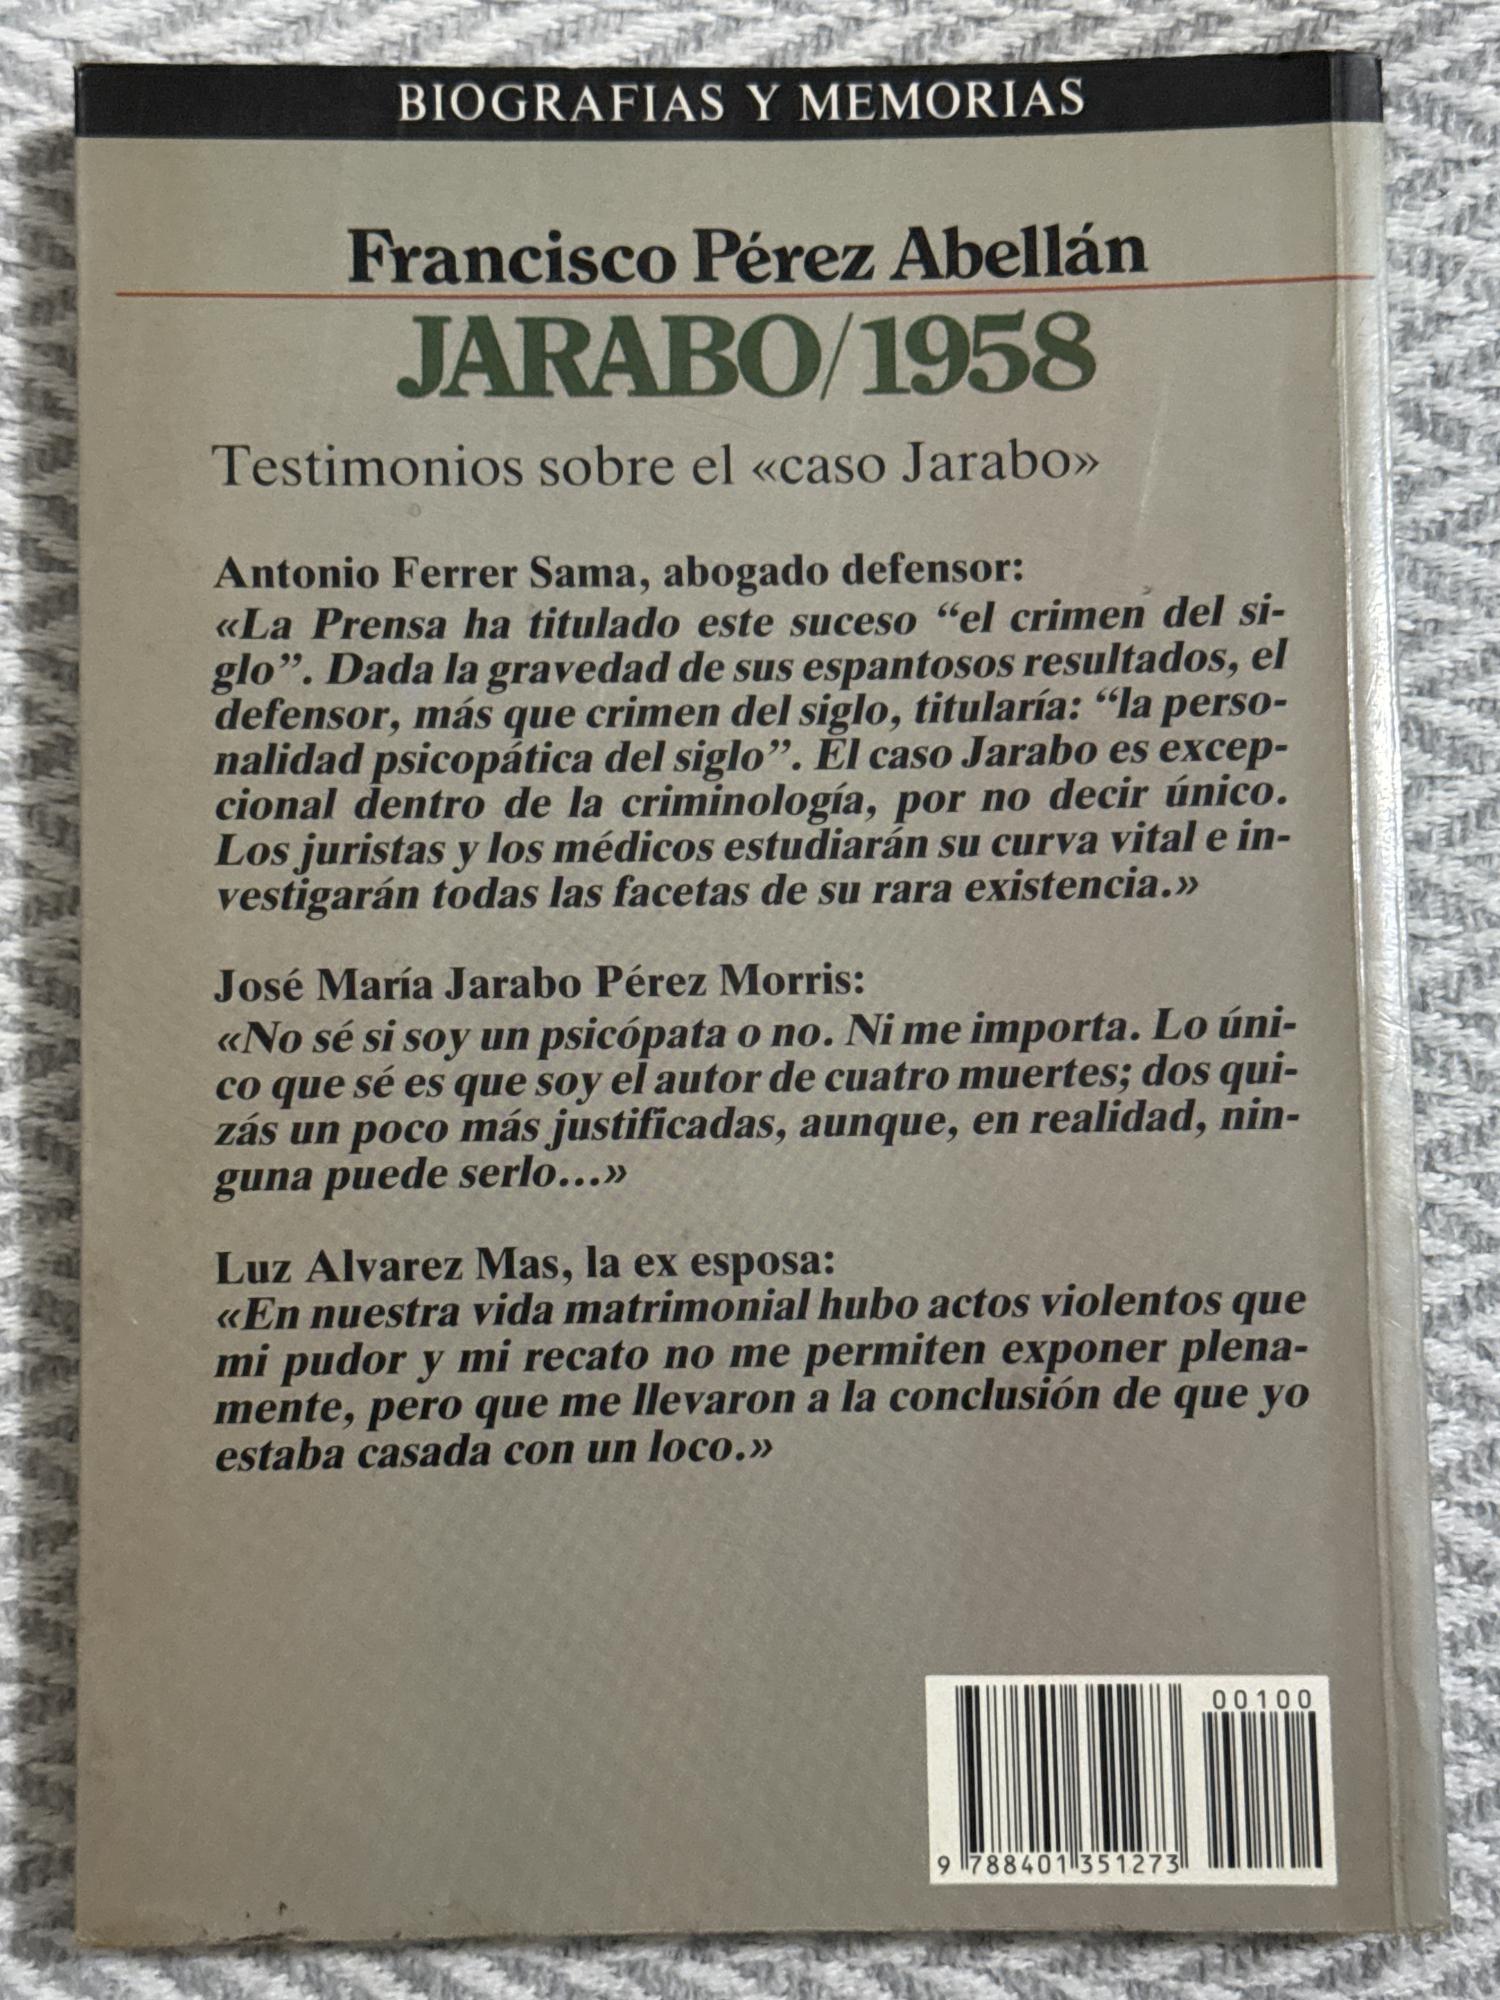 BIOGRAFIAS Y MEMORIAS
Francisco Pérez Abellán
JARABO/1958
Testimonios sobre el «caso Jarabo»
Antonio Ferrer Sama, abogado defensor:
«La Prensa ha titulado este suceso “el crimen del si-
glo”. Dada la gravedad de sus espantosos resultados, el
defensor, más que crimen del siglo, titularía: “la perso-
nalidad psicopática del siglo”. El caso Jarabo es excep-
cional dentro de la criminología, por no decir único.
Los juristas y los médicos estudiarán su curva vital e in-
vestigarán todas las facetas de su rara existencia.»
José María Jarabo Pérez Morris:
«No sé si soy un psicópata o no. Ni me importa. Lo úni-
co que sé es que soy el autor de cuatro muertes; dos qui-
zás un poco más justificadas, aunque, en realidad, nin-
guna puede serlo...»
Luz Alvarez Mas, la ex esposa:
«En nuestra vida matrimonial hubo actos violentos que
mi pudor y mi recato no me permiten exponer plena-
mente, pero que me llevaron a la conclusión de que yo
estaba casada con un loco.»
00100
9 788401 351273